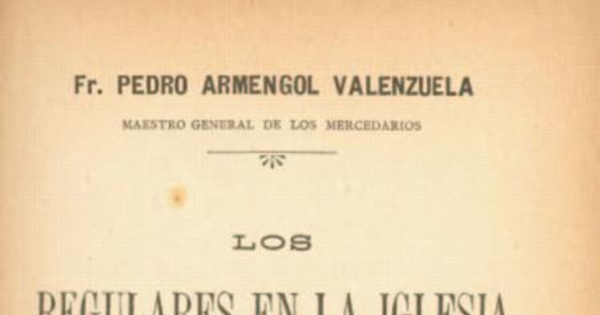 Fr. PEDRO ARMENGOL VALENZUELA
MAESTRO GENERAL DE LOS MERCEDARIOS
LOS
REGULARES EN LA IGLESIA